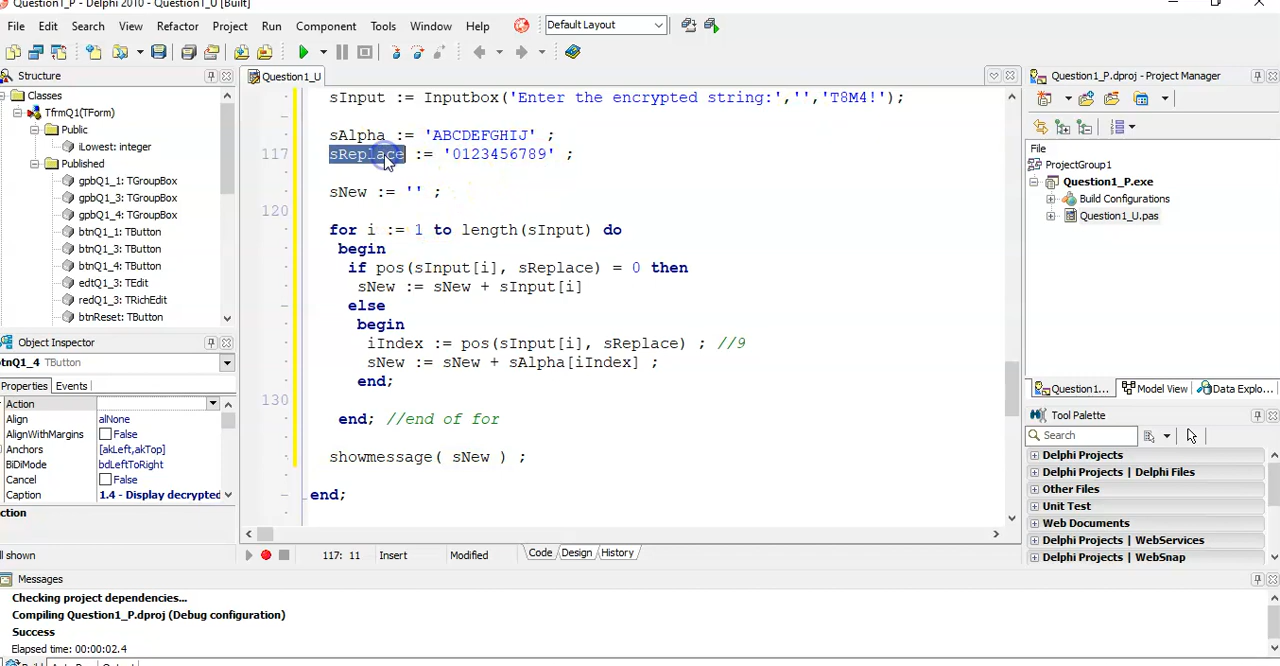 Question1_P - Delphi 2010 - Question1_U [Built]
File Edit Search View Refactor Project Run Component Tools Window Help Default Layout
Structure
Classes
TfrmQ1(TForm)
Public
iLowest: integer
Published
gpbQ1_1: TGroupBox
gpbQ1_3: TGroupBox
gpbQ1_4: TGroupBox
btnQ1_1: TButton
btnQ1_3: TButton
btnQ1_4: TButton
edtQ1_3: TEdit
redQ1_3: TRichEdit
btnReset: TButton
Object Inspector
btnQ1_4 TButton
Properties Events
Action
Align alNone
AlignWithMargins False
Anchors [akLeft,akTop]
BiDiMode bdLeftToRight
Cancel False
Caption 1.4 - Display decrypted
ction
ll shown
Question1_U
sInput := Inputbox('Enter the encrypted string:','','T8M4!');
sAlpha := 'ABCDEFGHIJ' ;
117 sReplace := '0123456789' ;
sNew := '' ;
120
for i := 1 to length(sInput) do
begin
if pos(sInput[i], sReplace) = 0 then
sNew := sNew + sInput[i]
else
begin
iIndex := pos(sInput[i], sReplace) ; //9
sNew := sNew + sAlpha[iIndex] ;
end;
130
end; //end of for
showmessage( sNew ) ;
end;
117: 11 Insert Modified Code Design History
Question1_P.dproj - Project Manager
File
ProjectGroup1
Question1_P.exe
Build Configurations
Question1_U.pas
Question1... Model View Data Explo...
Tool Palette
Search
Delphi Projects
Delphi Projects | Delphi Files
Other Files
Unit Test
Web Documents
Delphi Projects | WebServices
Delphi Projects | WebSnap
Messages
Checking project dependencies...
Compiling Question1_P.dproj (Debug configuration)
Success
Elapsed time: 00:00:02.4